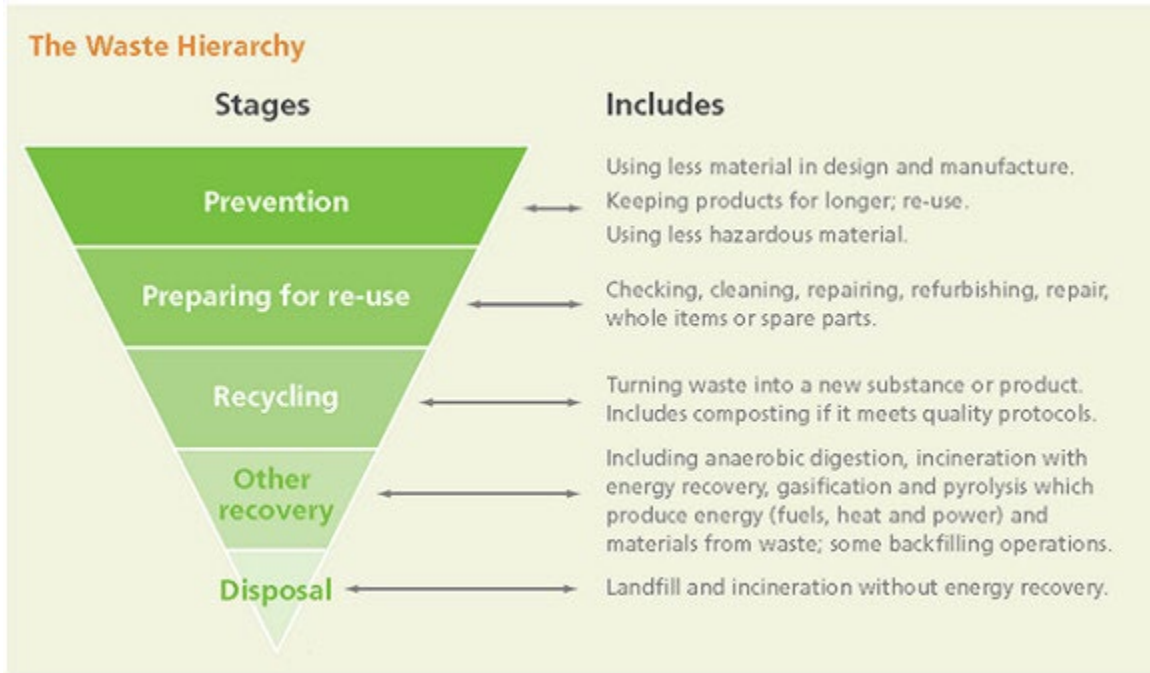 The Waste Hierarchy
Stages
Includes
Prevention
Using less material in design and manufacture.
Keeping products for longer; re-use.
Using less hazardous material.
Preparing for re-use
Checking, cleaning, repairing, refurbishing, repair,
whole items or spare parts.
Recycling
Turning waste into a new substance or product.
Includes composting if it meets quality protocols.
Other
recovery
Including anaerobic digestion, incineration with
energy recovery, gasification and pyrolysis which
produce energy (fuels, heat and power) and
materials from waste; some backfilling operations.
Disposal
Landfill and incineration without energy recovery.